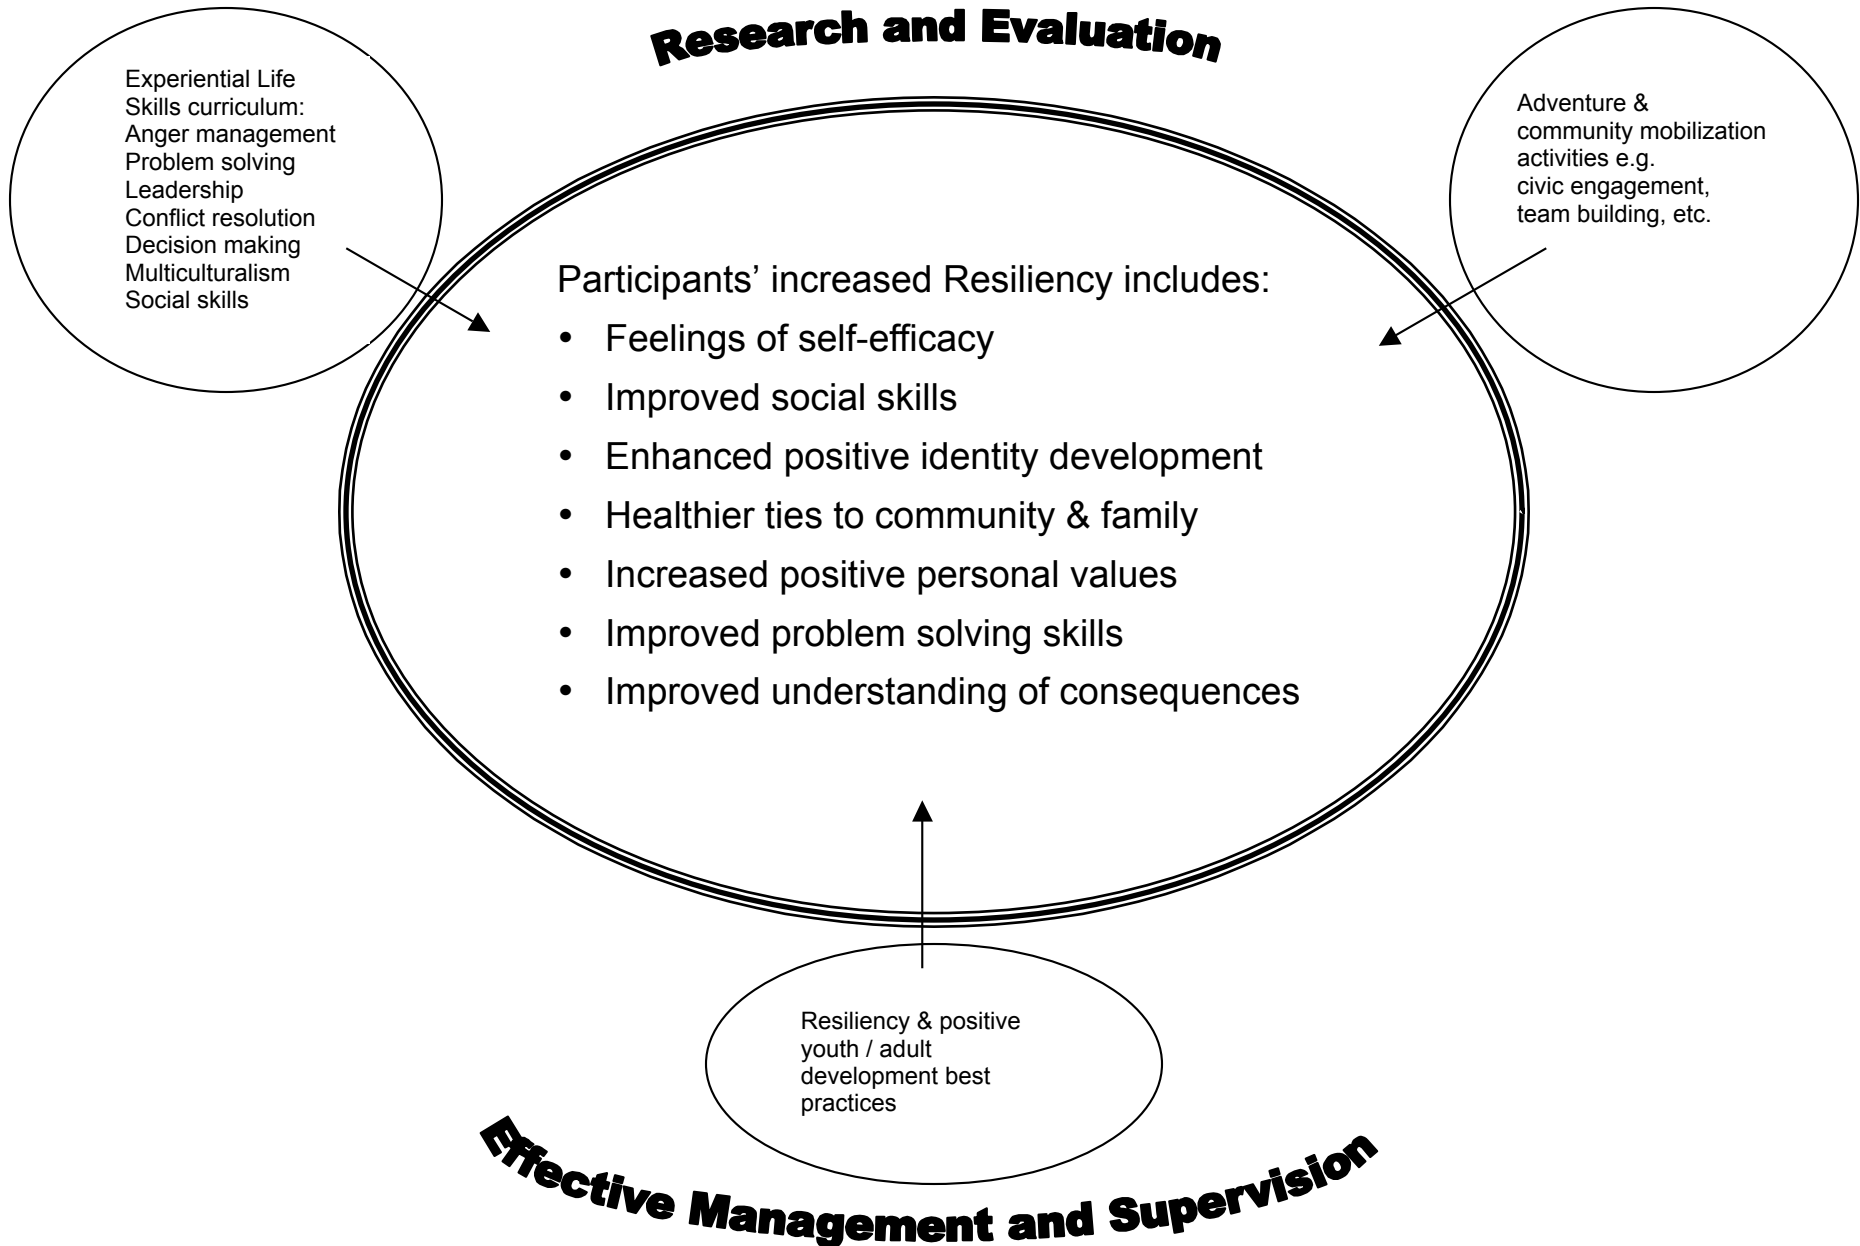 Research and Evaluation
Experiential Life
Skills curriculum:
Anger management
Problem solving
Leadership
Conflict resolution
Decision making
Multiculturalism
Social skills
Adventure &
community mobilization
activities e.g.
civic engagement,
team building, etc.
Participants’ increased Resiliency includes:
• Feelings of self-efficacy
• Improved social skills
• Enhanced positive identity development
• Healthier ties to community & family
• Increased positive personal values
• Improved problem solving skills
• Improved understanding of consequences
Resiliency & positive
youth / adult
development best
practices
Effective Management and Supervision